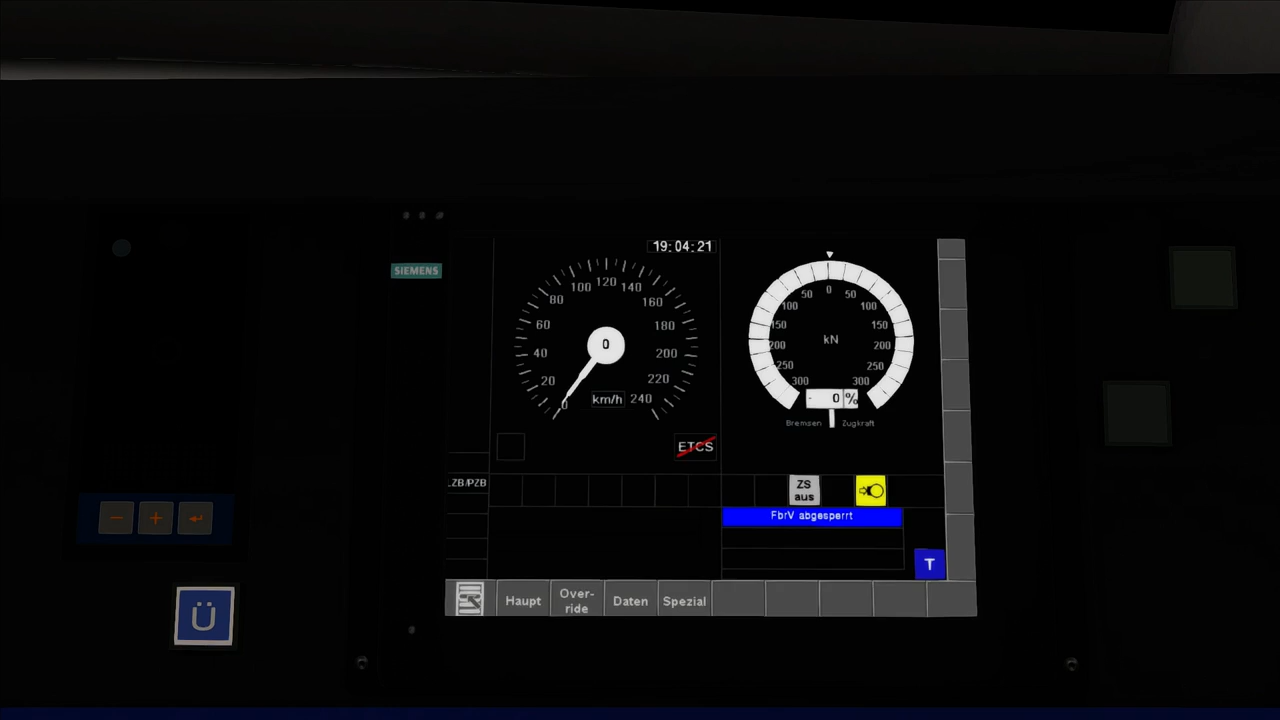 19:04:21
SIEMENS
0 20 40 60 80 100 120 140 160 180 200 220 240
0
km/h
300 250 200 150 100 50 0 50 100 150 200 250 300
kN
- 0 %
Bremsen Zugkraft
ETCS
LZB/PZB
ZS
aus
FbrV abgesperrt
T
- + ↵
Ü
Haupt
Over-
ride
Daten
Spezial